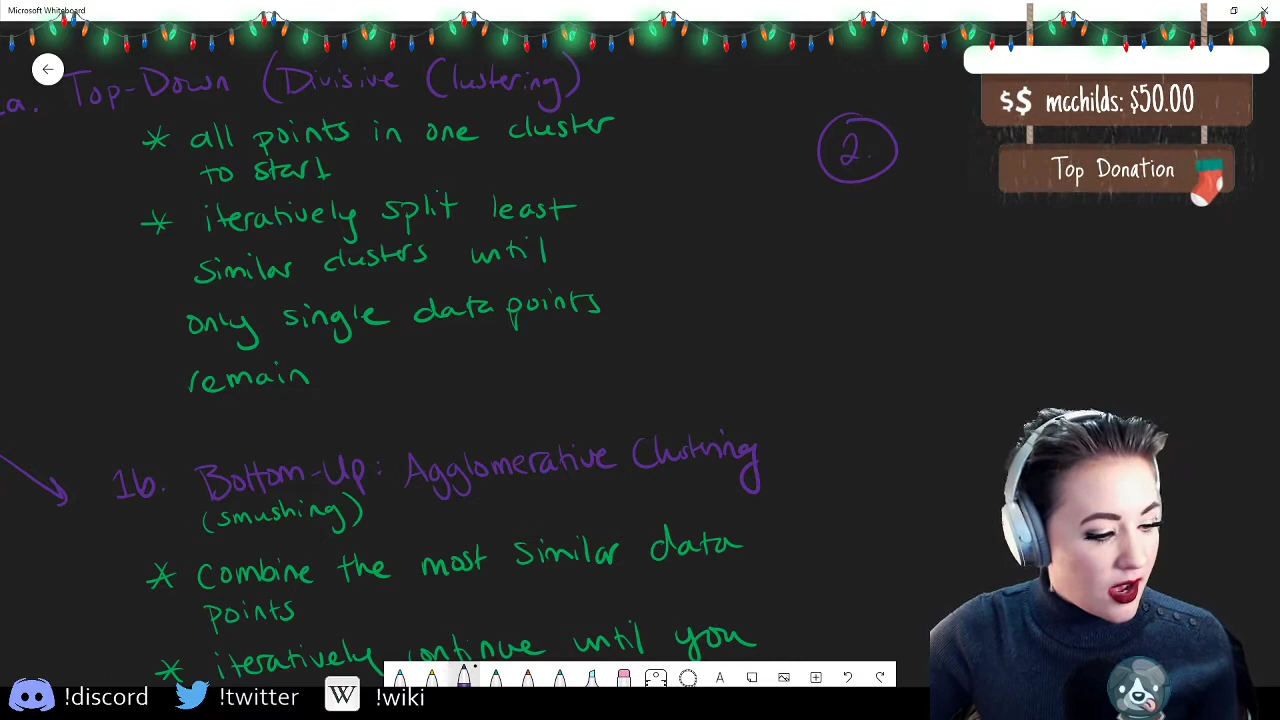 Microsoft Whiteboard
a. Top-Down (Divisive Clustering)
* all points in one cluster
to start
* iteratively split least
similar clusters until
only single data points
remain
2.
$$ mcchilds: $50.00
Top Donation
1b. Bottom-Up: Agglomerative Clustering
(smushing)
* Combine the most similar data
points
* iteratively continue until you
A
!discord
!twitter
W !wiki